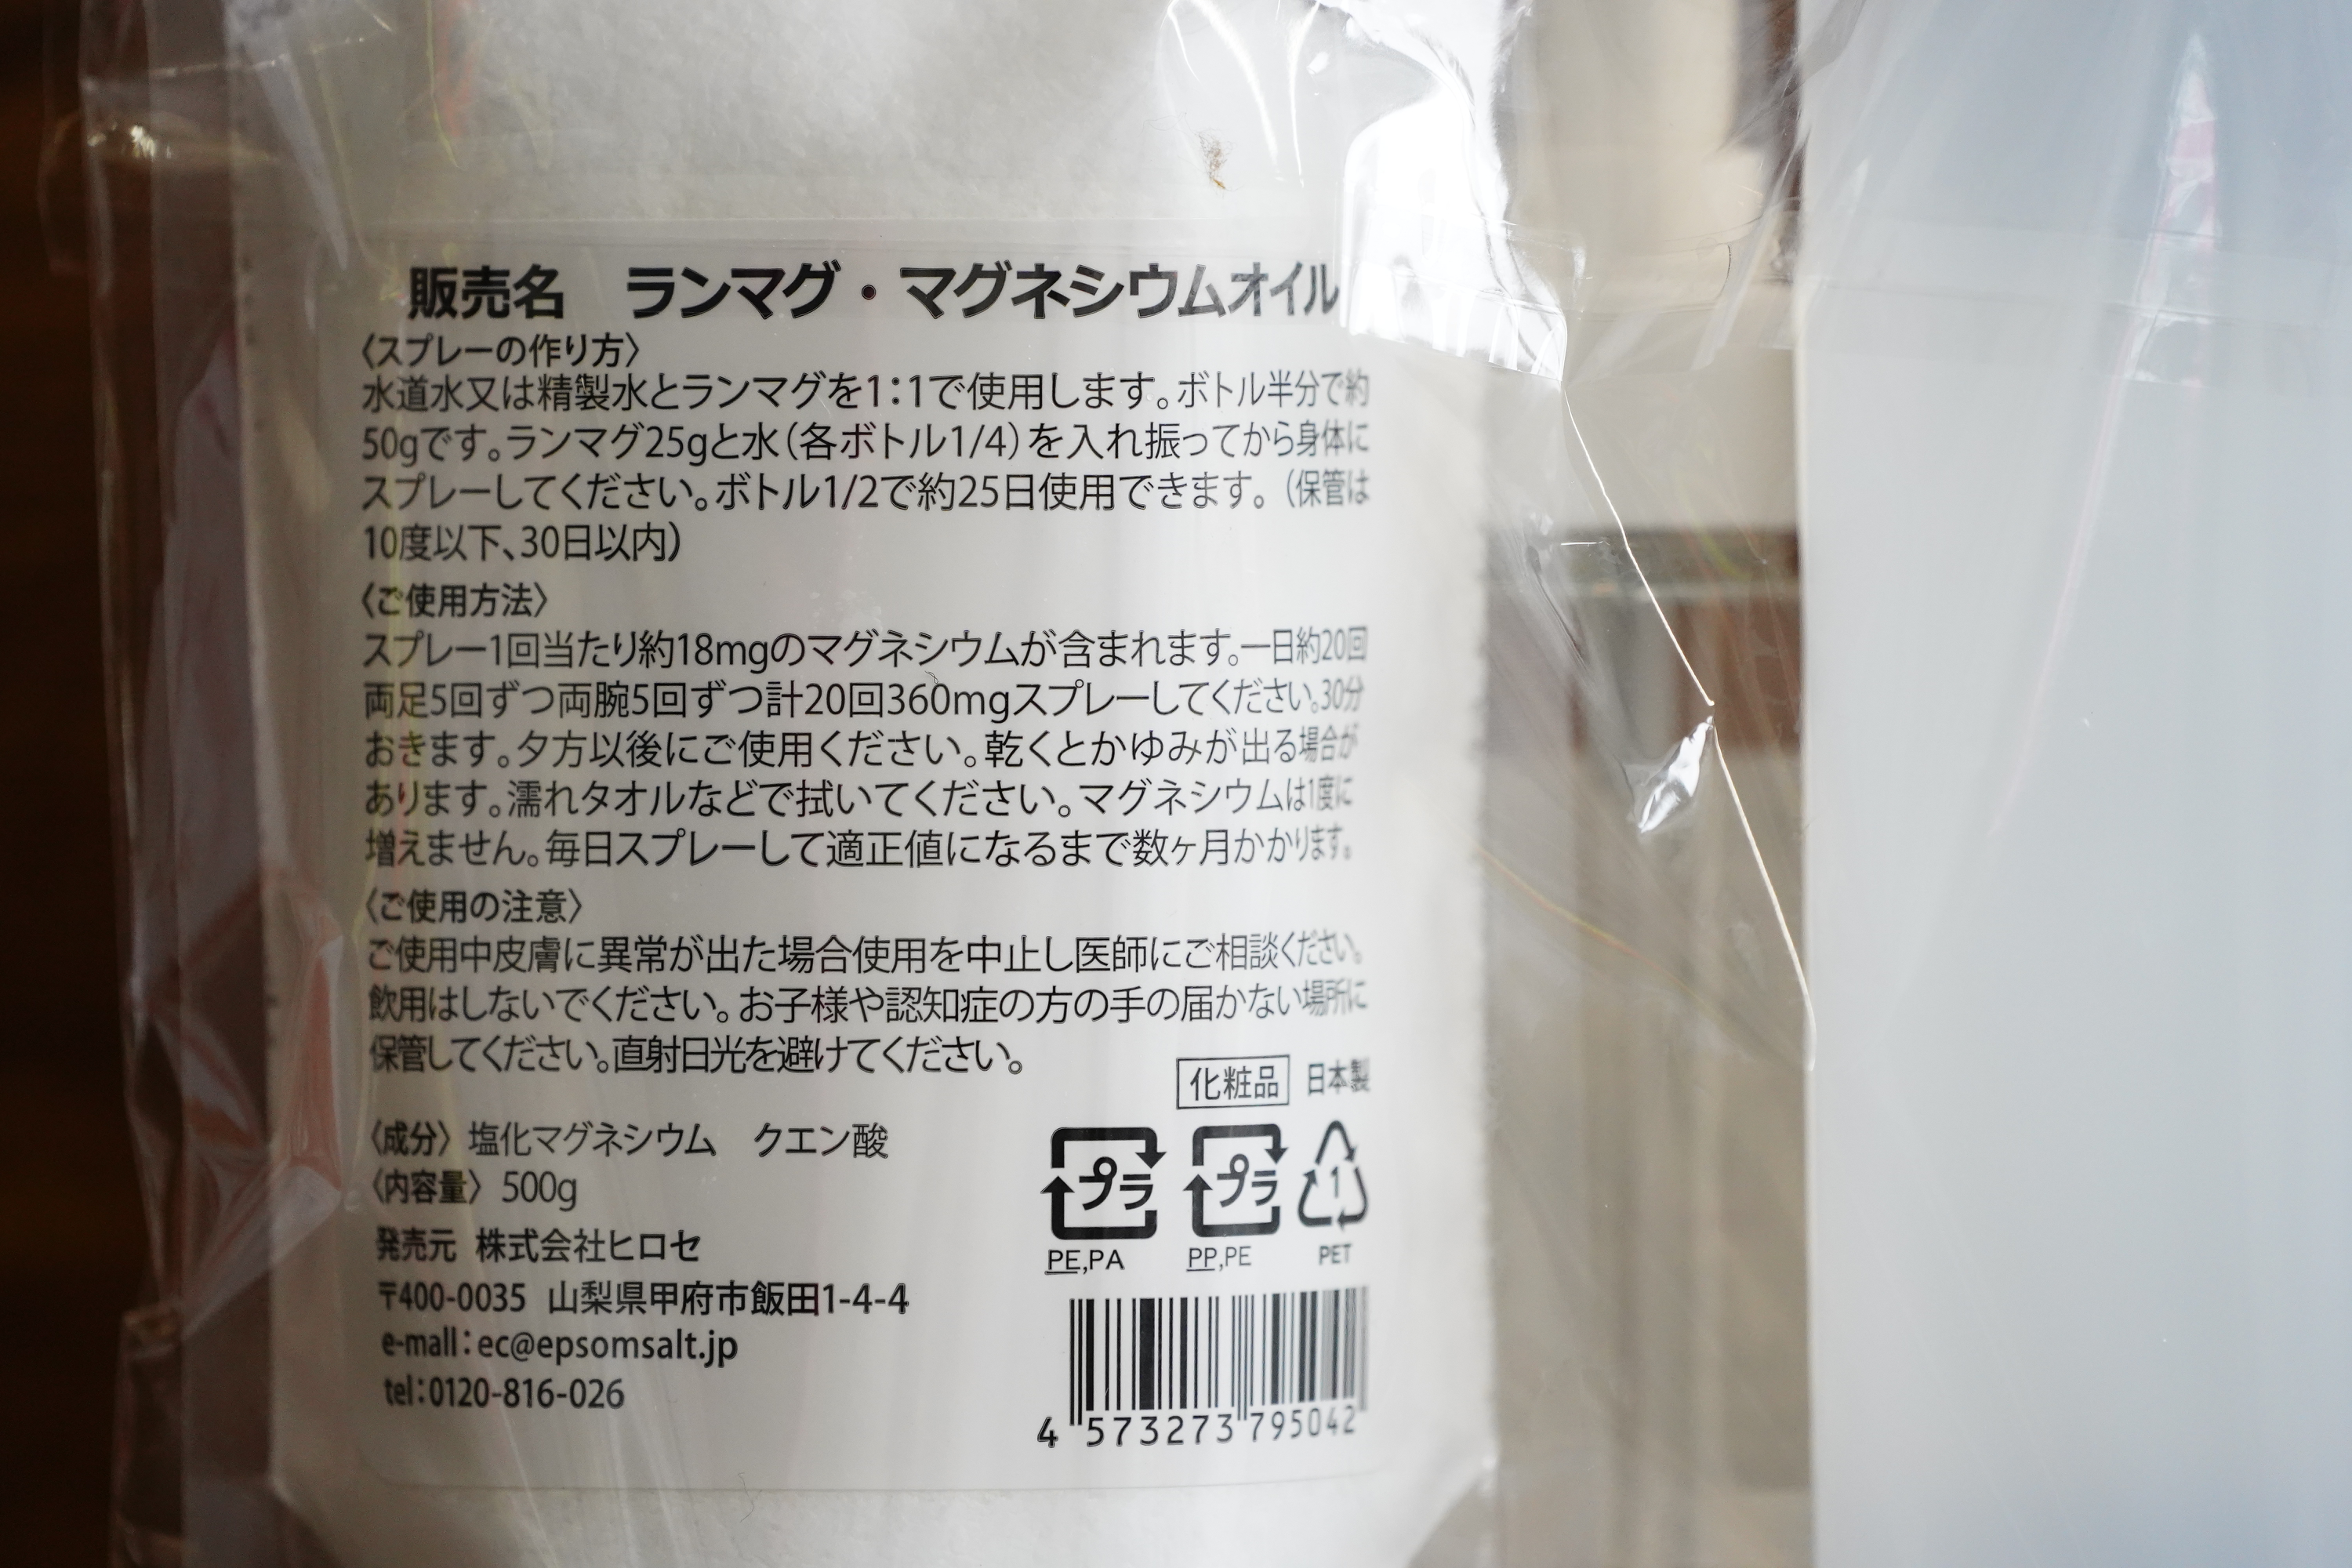 販売名　ランマグ・マグネシウムオイル
〈スプレーの作り方〉
水道水又は精製水とランマグを1:1で使用します。ボトル半分で約
50gです。ランマグ25gと水（各ボトル1/4）を入れ振ってから身体に
スプレーしてください。ボトル1/2で約25日使用できます。（保管は
10度以下、30日以内)
〈ご使用方法〉
スプレー1回当たり約18mgのマグネシウムが含まれます。一日約20回
両足5回ずつ両腕5回ずつ計20回360mgスプレーしてください。30分
おきます。夕方以後にご使用ください。乾くとかゆみが出る場合が
あります。濡れタオルなどで拭いてください。マグネシウムは1度に
増えません。毎日スプレーして適正値になるまで数ヶ月かかります。
〈ご使用の注意〉
ご使用中皮膚に異常が出た場合使用を中止し医師にご相談ください。
飲用はしないでください。お子様や認知症の方の手の届かない場所に
保管してください。直射日光を避けてください。
化粧品　日本製
〈成分〉 塩化マグネシウム　クエン酸
〈内容量〉 500g
プラ　プラ　1
PE,PA　PP,PE　PET
発売元　株式会社ヒロセ
〒400-0035　山梨県甲府市飯田1-4-4
e-mall：ec@epsomsalt.jp
tel：0120-816-026
4 573273 795042